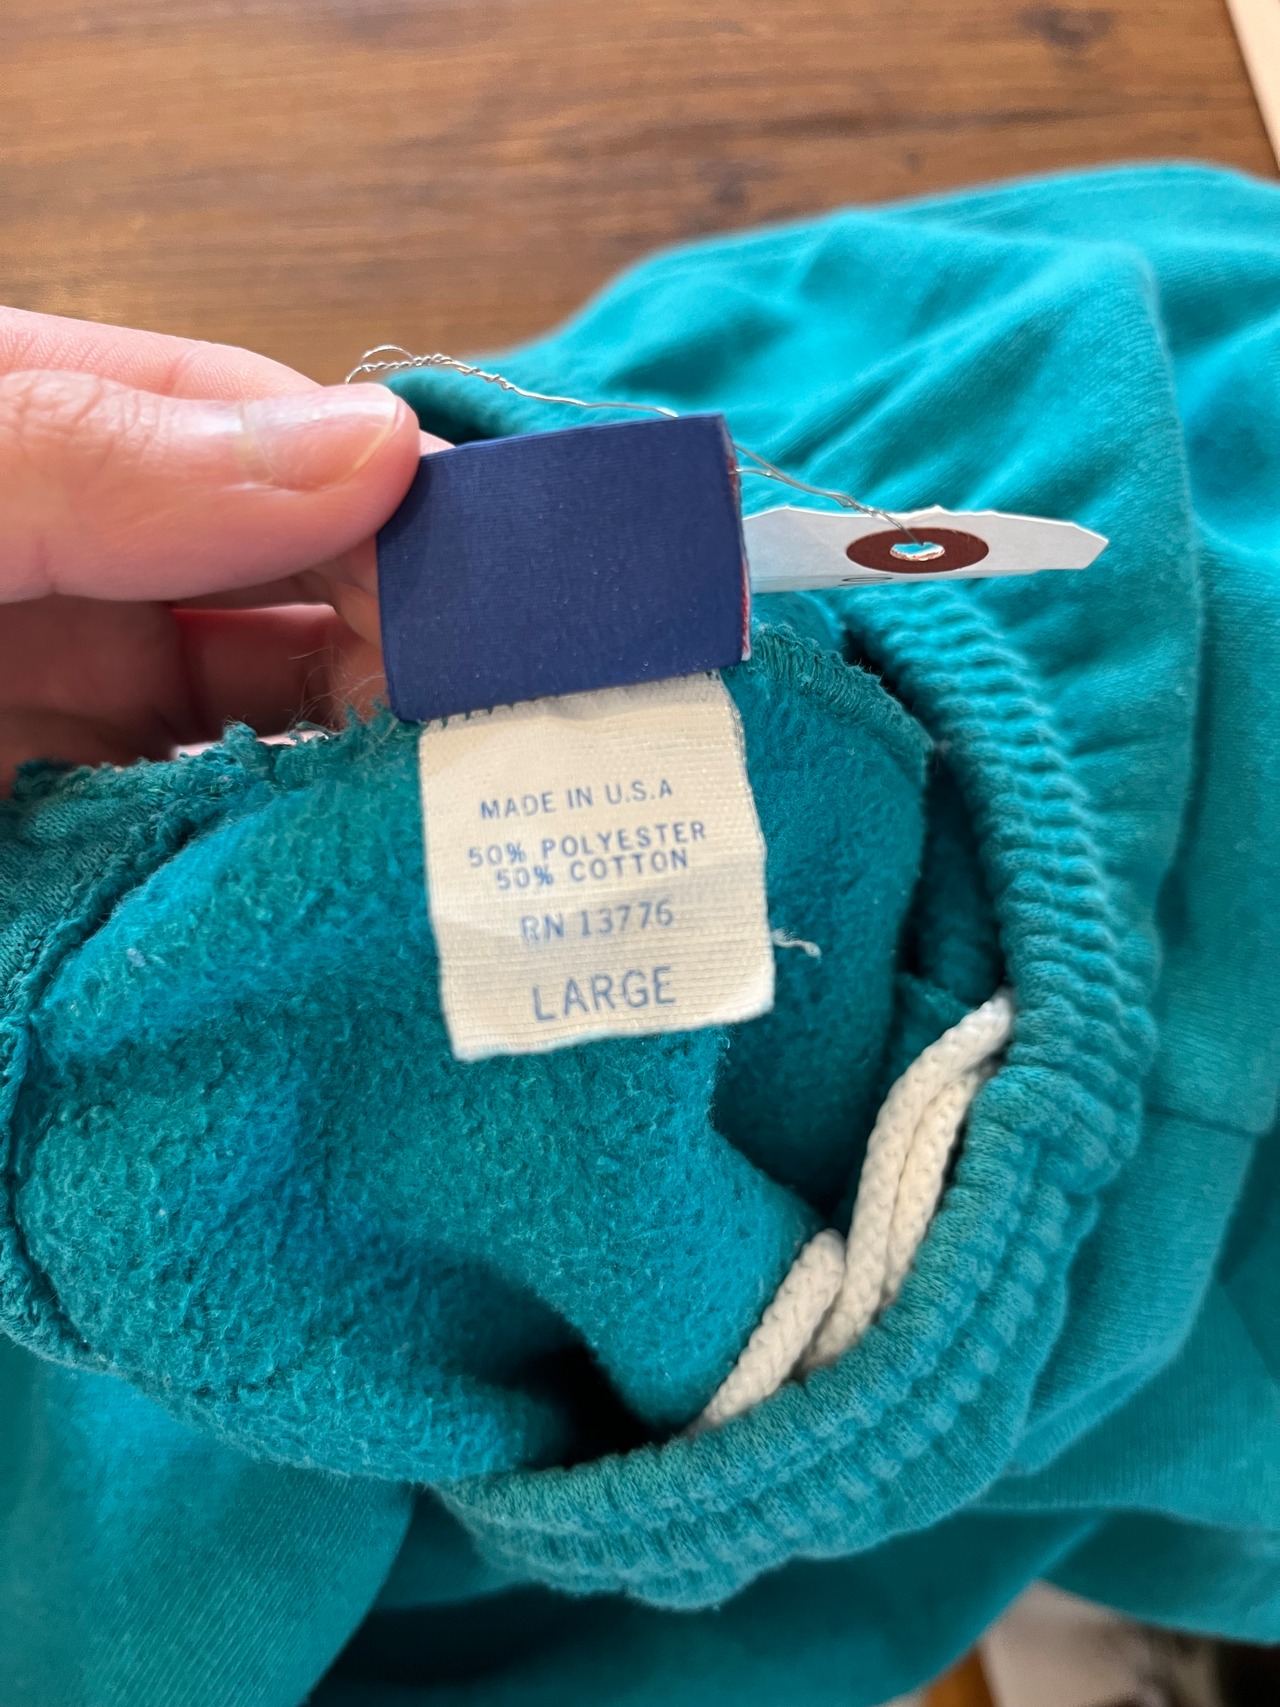 MADE IN U.S.A
50% POLYESTER
50% COTTON
RN 13776
LARGE